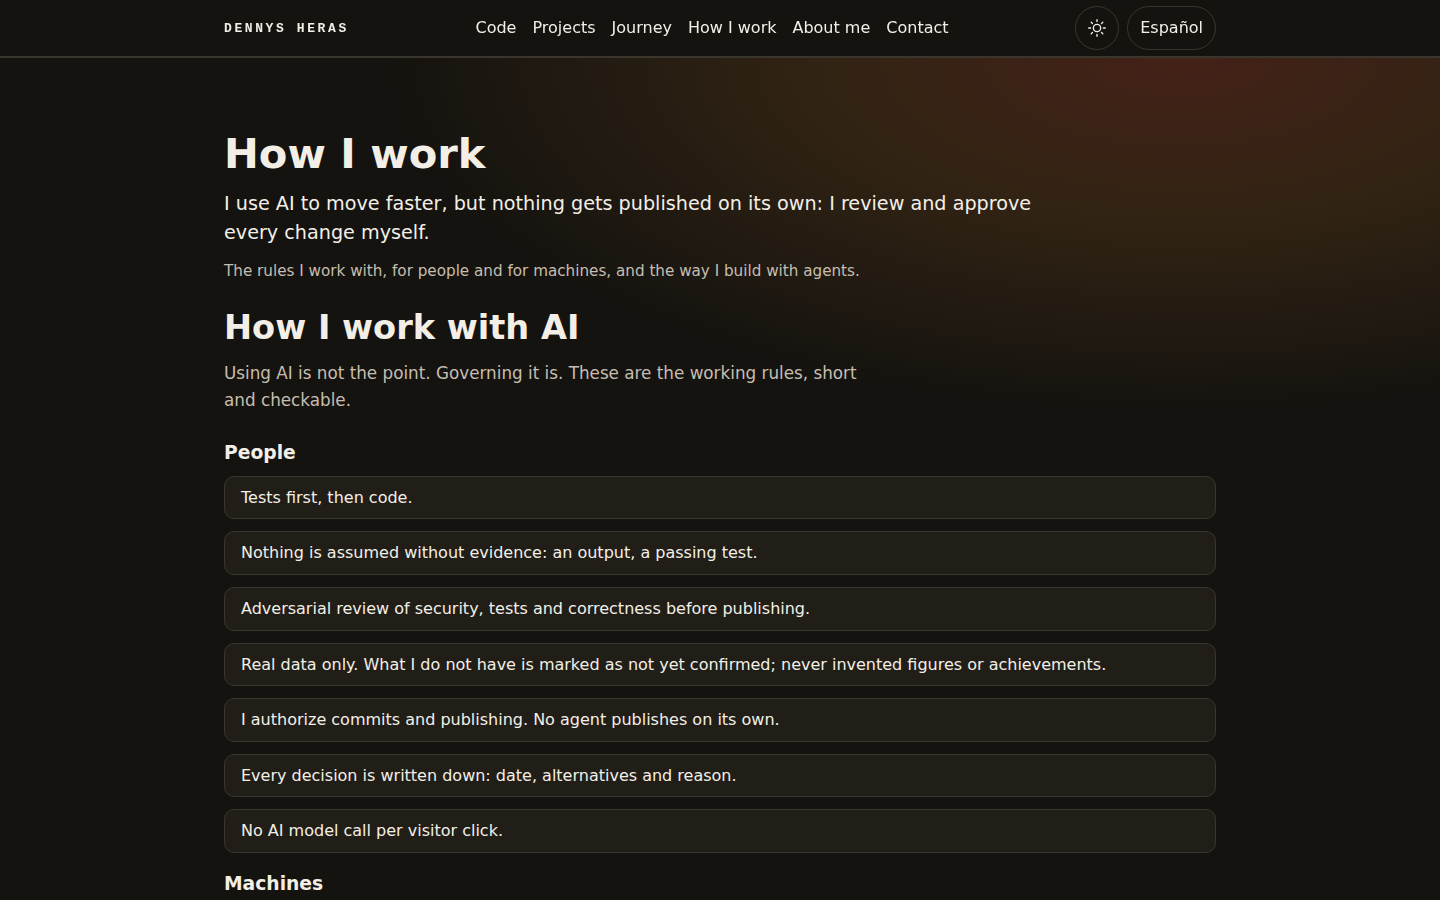 DENNYS HERAS
Code Projects Journey How I work About me Contact
Español
How I work
I use AI to move faster, but nothing gets published on its own: I review and approve
every change myself.
The rules I work with, for people and for machines, and the way I build with agents.
How I work with AI
Using AI is not the point. Governing it is. These are the working rules, short
and checkable.
People
Tests first, then code.
Nothing is assumed without evidence: an output, a passing test.
Adversarial review of security, tests and correctness before publishing.
Real data only. What I do not have is marked as not yet confirmed; never invented figures or achievements.
I authorize commits and publishing. No agent publishes on its own.
Every decision is written down: date, alternatives and reason.
No AI model call per visitor click.
Machines